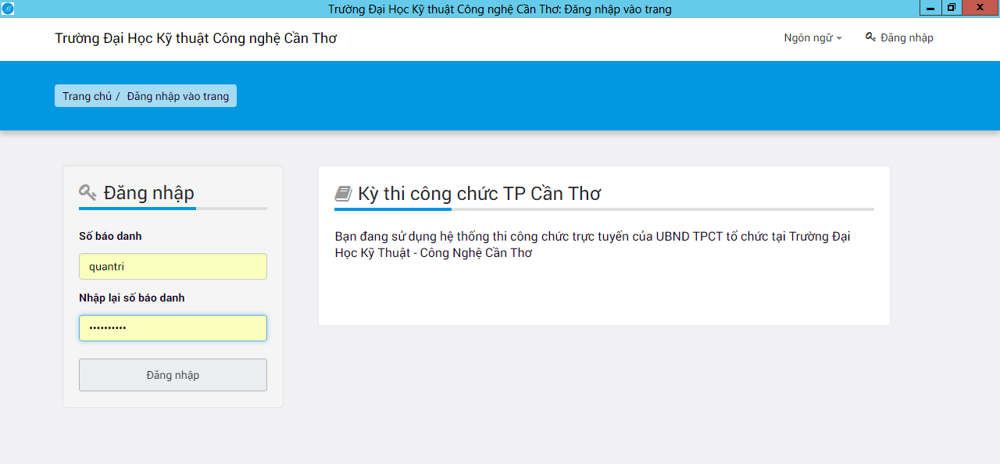 Trường Đại Học Kỹ thuật Công nghệ Cần Thơ: Đăng nhập vào trang
Trường Đại Học Kỹ thuật Công nghệ Cần Thơ
Ngôn ngữ
Đăng nhập
Trang chủ / Đăng nhập vào trang
Đăng nhập
Số báo danh
quantri
Nhập lại số báo danh
••••••••••
Đăng nhập
Kỳ thi công chức TP Cần Thơ
Bạn đang sử dụng hệ thống thi công chức trực tuyến của UBND TPCT tổ chức tại Trường Đại
Học Kỹ Thuật - Công Nghệ Cần Thơ